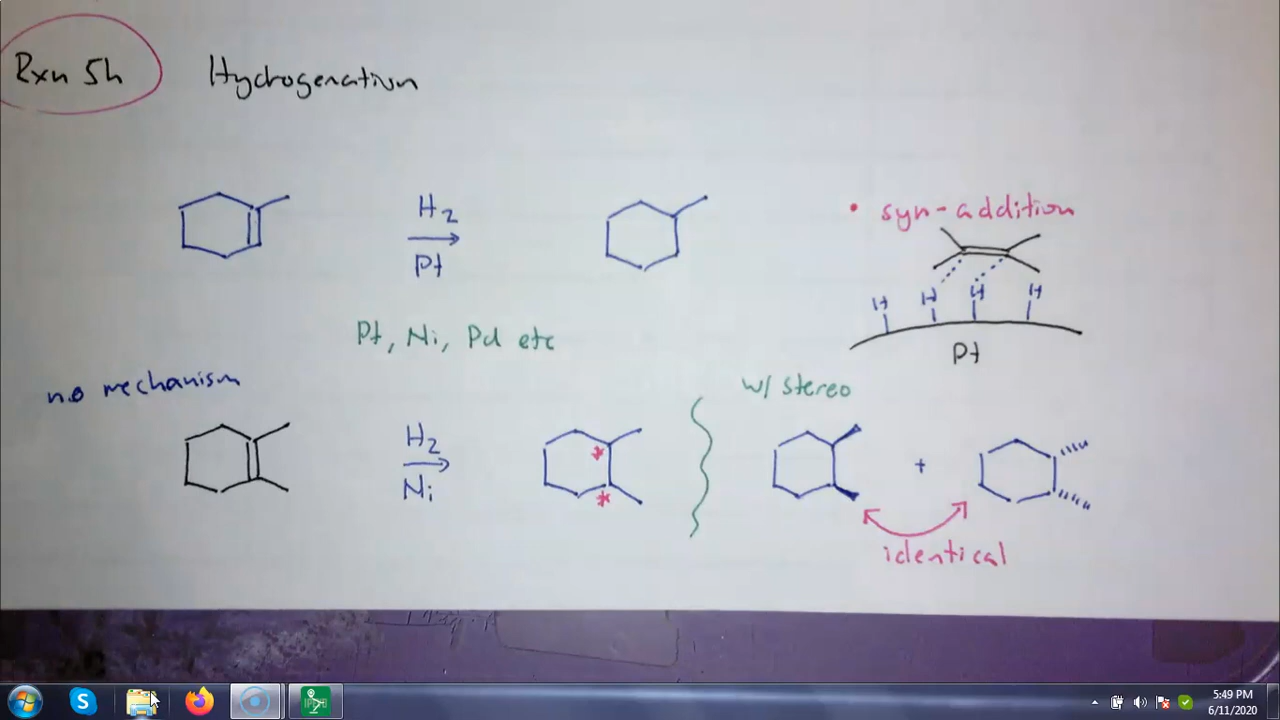 Rxn 5h
Hydrogenation
H2
Pt
• syn-addition
H H H H
Pt
Pt, Ni, Pd etc
no mechanism
w/ stereo
H2
Ni
*
*
+
identical
5:49 PM
6/11/2020